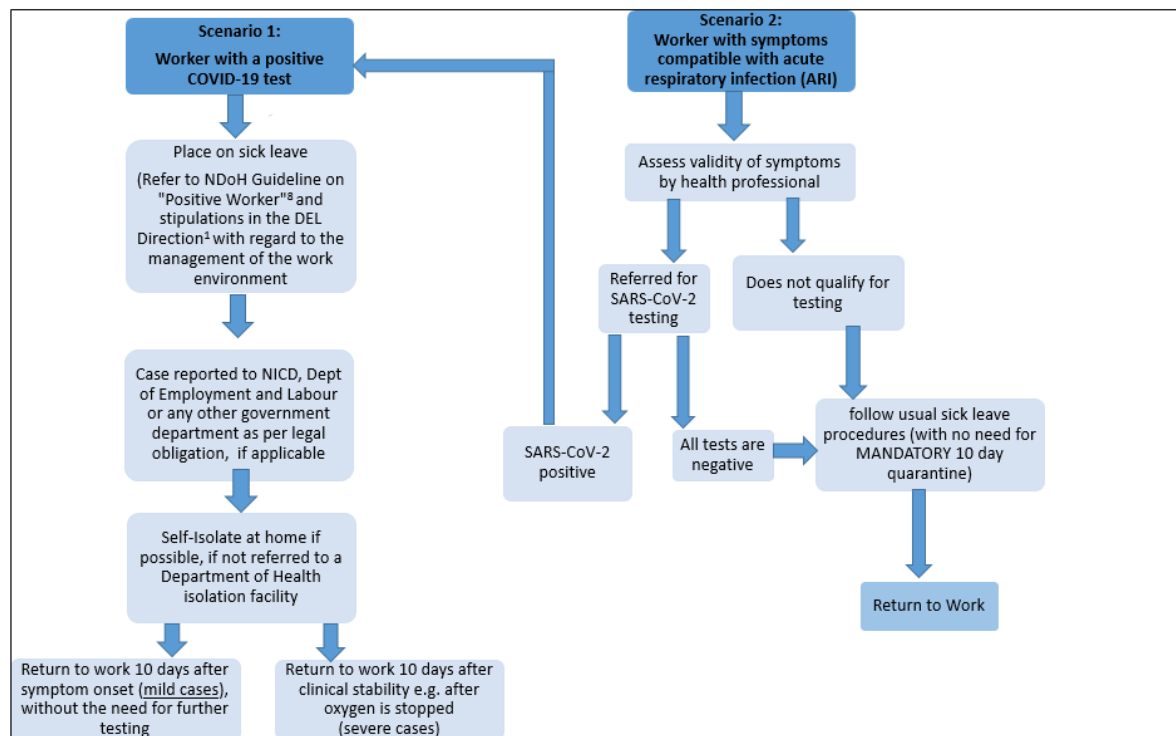 Scenario 1:
Worker with a positive
COVID-19 test
Place on sick leave
(Refer to NDoH Guideline on
"Positive Worker"⁸ and
stipulations in the DEL
Direction¹ with regard to the
management of the work
environment
Case reported to NICD, Dept
of Employment and Labour
or any other government
department as per legal
obligation, if applicable
Self-Isolate at home if
possible, if not referred to a
Department of Health
isolation facility
Return to work 10 days after
symptom onset (mild cases),
without the need for further
testing
Return to work 10 days after
clinical stability e.g. after
oxygen is stopped
(severe cases)
Scenario 2:
Worker with symptoms
compatible with acute
respiratory infection (ARI)
Assess validity of symptoms
by health professional
Referred for
SARS-CoV-2
testing
Does not qualify for
testing
SARS-CoV-2
positive
All tests are
negative
follow usual sick leave
procedures (with no need for
MANDATORY 10 day
quarantine)
Return to Work